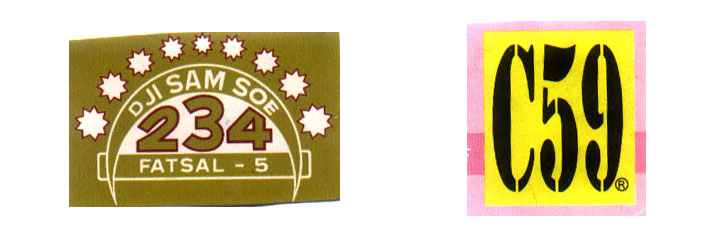 DJI SAM SOE
234
FATSAL - 5
C59®